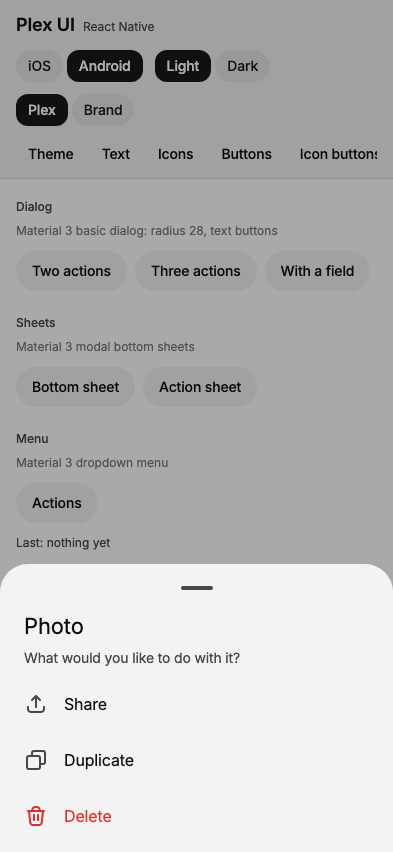 Plex UI React Native
iOS Android Light Dark
Plex Brand
Theme Text Icons Buttons Icon buttons
Dialog
Material 3 basic dialog: radius 28, text buttons
Two actions Three actions With a field
Sheets
Material 3 modal bottom sheets
Bottom sheet Action sheet
Menu
Material 3 dropdown menu
Actions
Last: nothing yet
Photo
What would you like to do with it?
Share
Duplicate
Delete